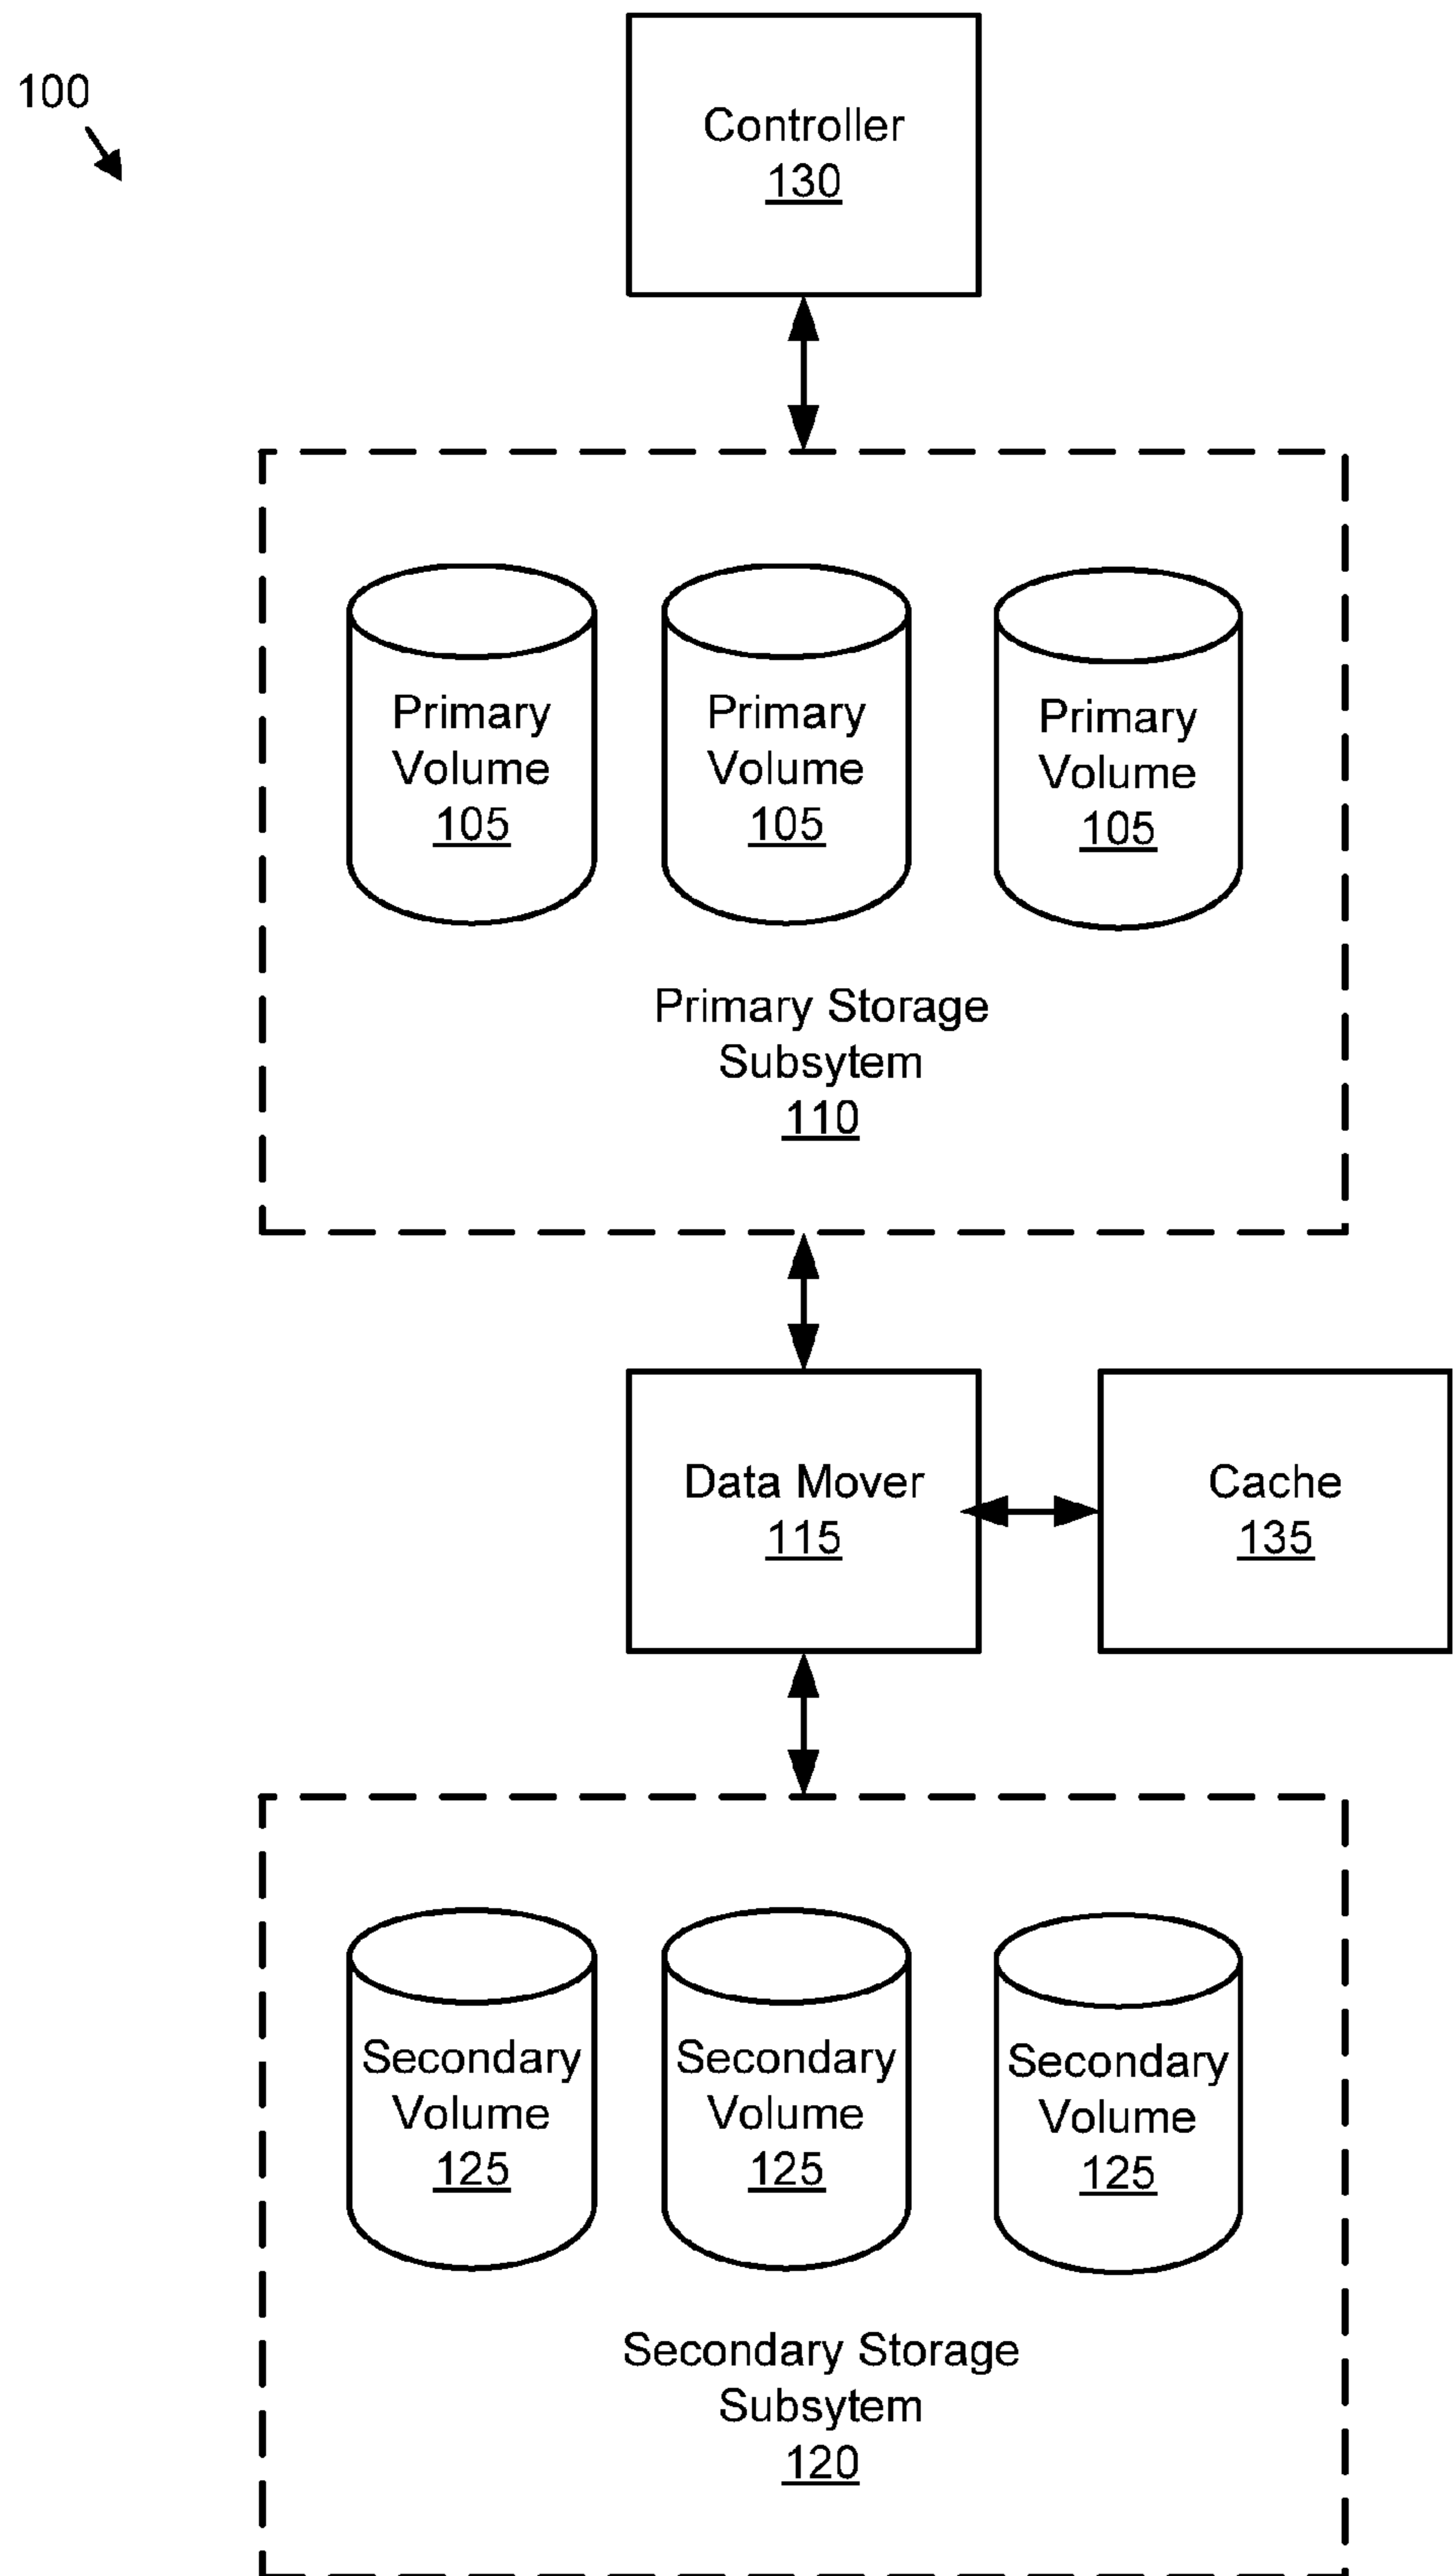 100
Controller
130
Primary
Volume
105
Primary
Volume
105
Primary
Volume
105
Primary Storage
Subsytem
110
Data Mover
115
Cache
135
Secondary
Volume
125
Secondary
Volume
125
Secondary
Volume
125
Secondary Storage
Subsytem
120